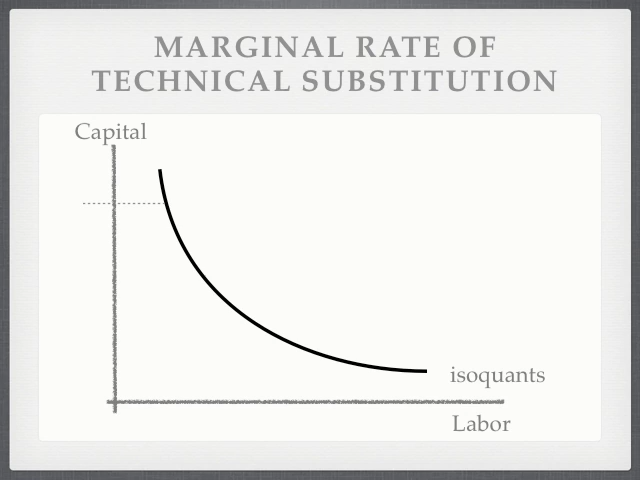 MARGINAL RATE OF
TECHNICAL SUBSTITUTION
Capital
isoquants
Labor